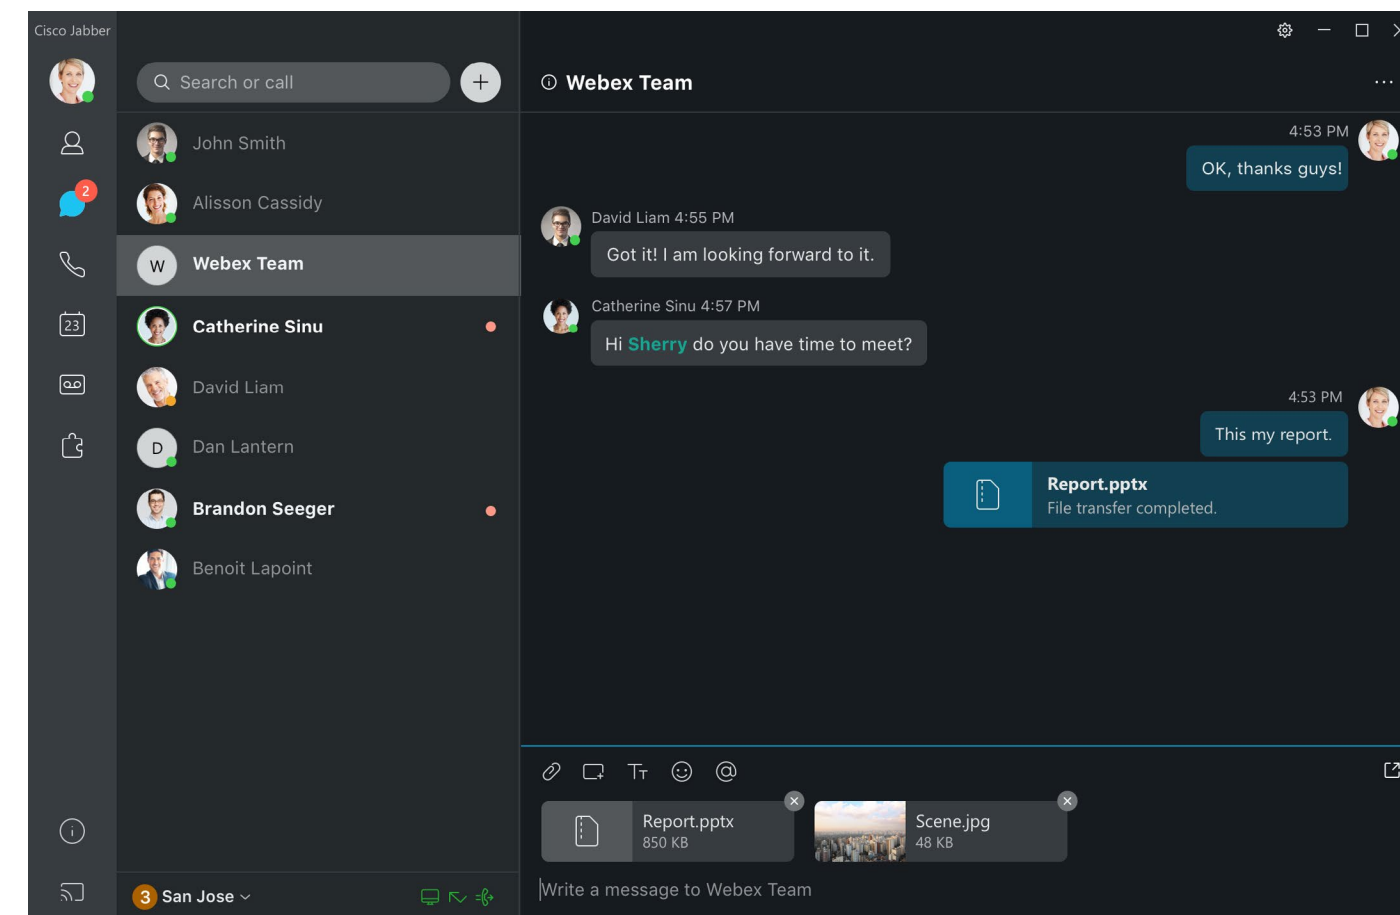 Cisco Jabber
Search or call
John Smith
Alisson Cassidy
2
W
Webex Team
Catherine Sinu
23
David Liam
D
Dan Lantern
Brandon Seeger
Benoit Lapoint
3 San Jose
Webex Team
...
4:53 PM
OK, thanks guys!
David Liam 4:55 PM
Got it! I am looking forward to it.
Catherine Sinu 4:57 PM
Hi Sherry do you have time to meet?
4:53 PM
This my report.
Report.pptx
File transfer completed.
TT
@
Report.pptx
850 KB
Scene.jpg
48 KB
Write a message to Webex Team